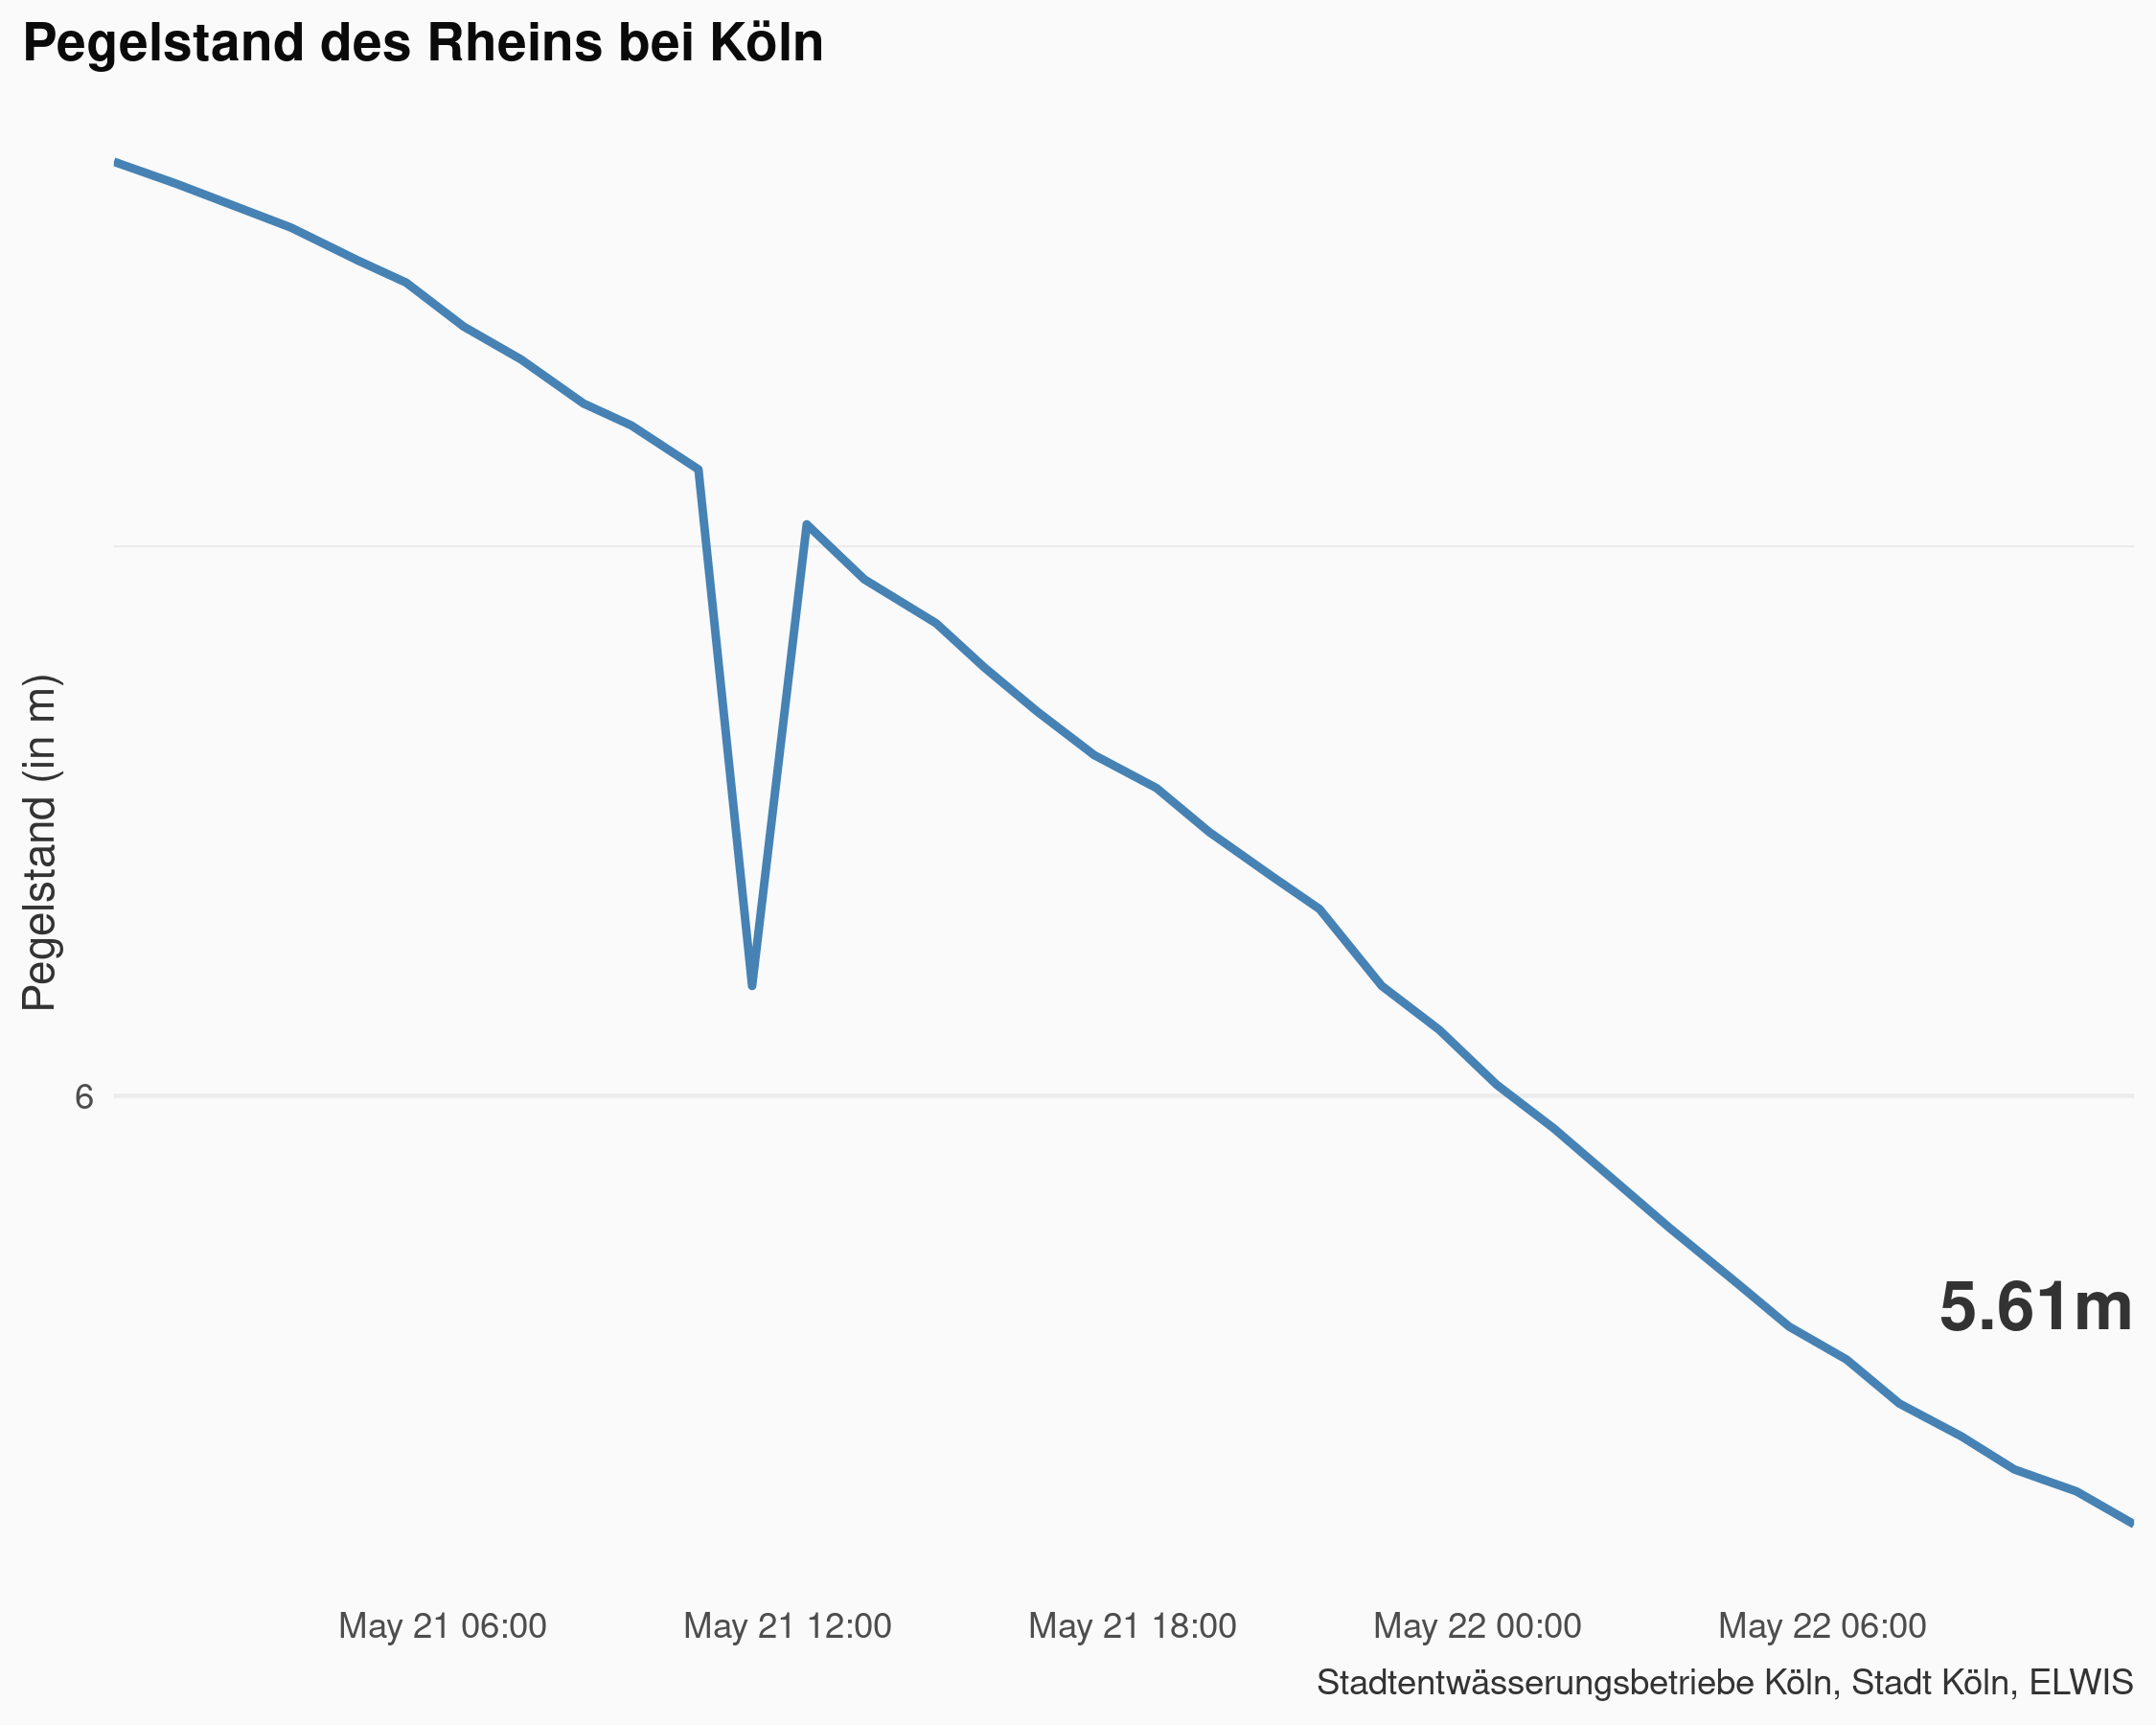 Pegelstand des Rheins bei Köln
Pegelstand (in m)
6
5.61m
May 21 06:00
May 21 12:00
May 21 18:00
May 22 00:00
May 22 06:00
Stadtentwässerungsbetriebe Köln, Stadt Köln, ELWIS